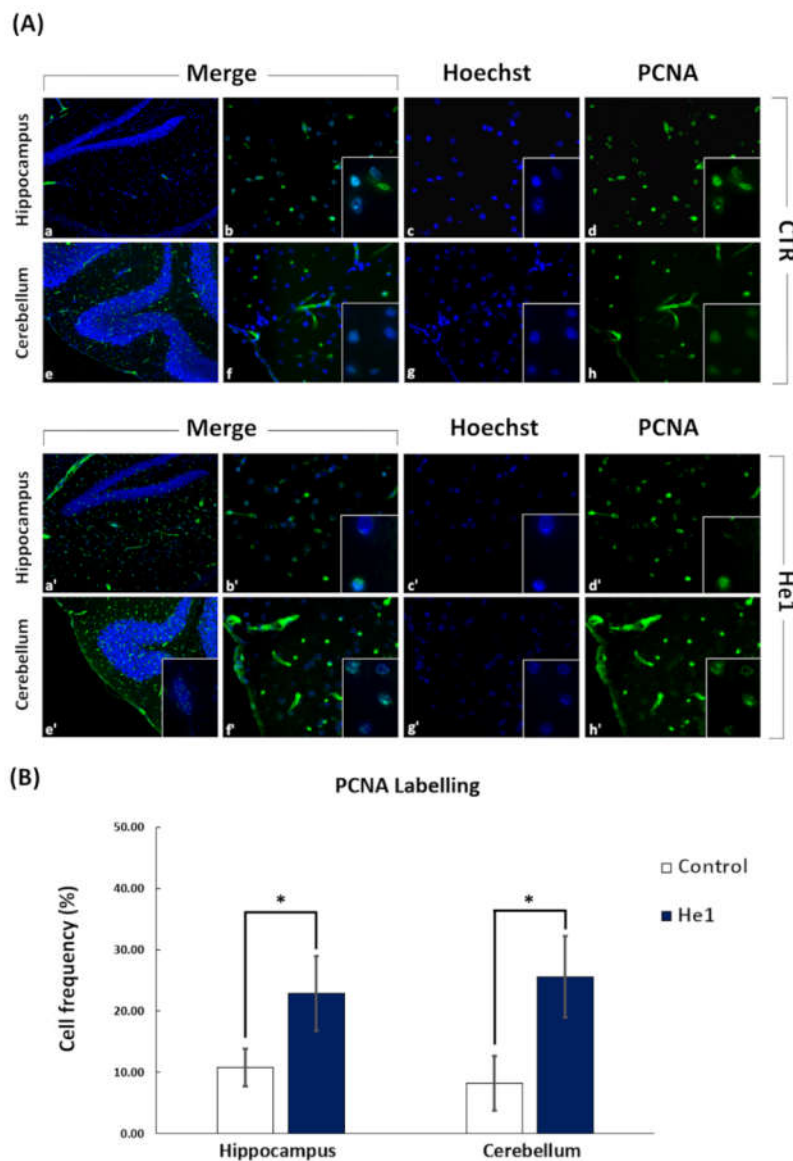 (A)
Merge Hoechst PCNA
Hippocampus
a b c d
Cerebellum
e f g h
CTR
Merge Hoechst PCNA
Hippocampus
a' b' c' d'
Cerebellum
e' f' g' h'
He1
(B)
PCNA Labelling
Cell frequency (%)
50.00
40.00
30.00
20.00
10.00
0.00
* *
Control
He1
Hippocampus Cerebellum